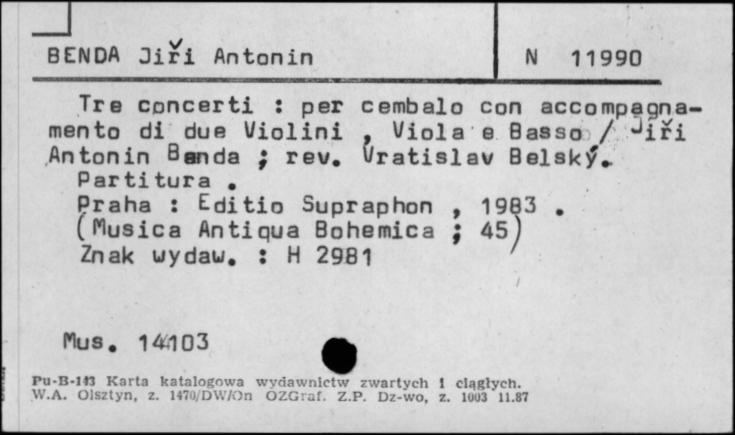 BENDA Jiři Antonin
N 11990
Tre concerti : per cembalo con accompagna-
mento di due Violini , Viola e Basso / Jiři
Antonin Benda ; rev. Vratislav Belský.
Partitura .
Praha : Editio Supraphon , 1983 .
(Musica Antiqua Bohemica ; 45)
Znak wydaw. : H 2981
Mus. 14103
Pu-B-143 Karta katalogowa wydawnictw zwartych i ciągłych.
W.A. Olsztyn, z. 1470/DW/On OZGraf. Z.P. Dz-wo, z. 1003 11.87